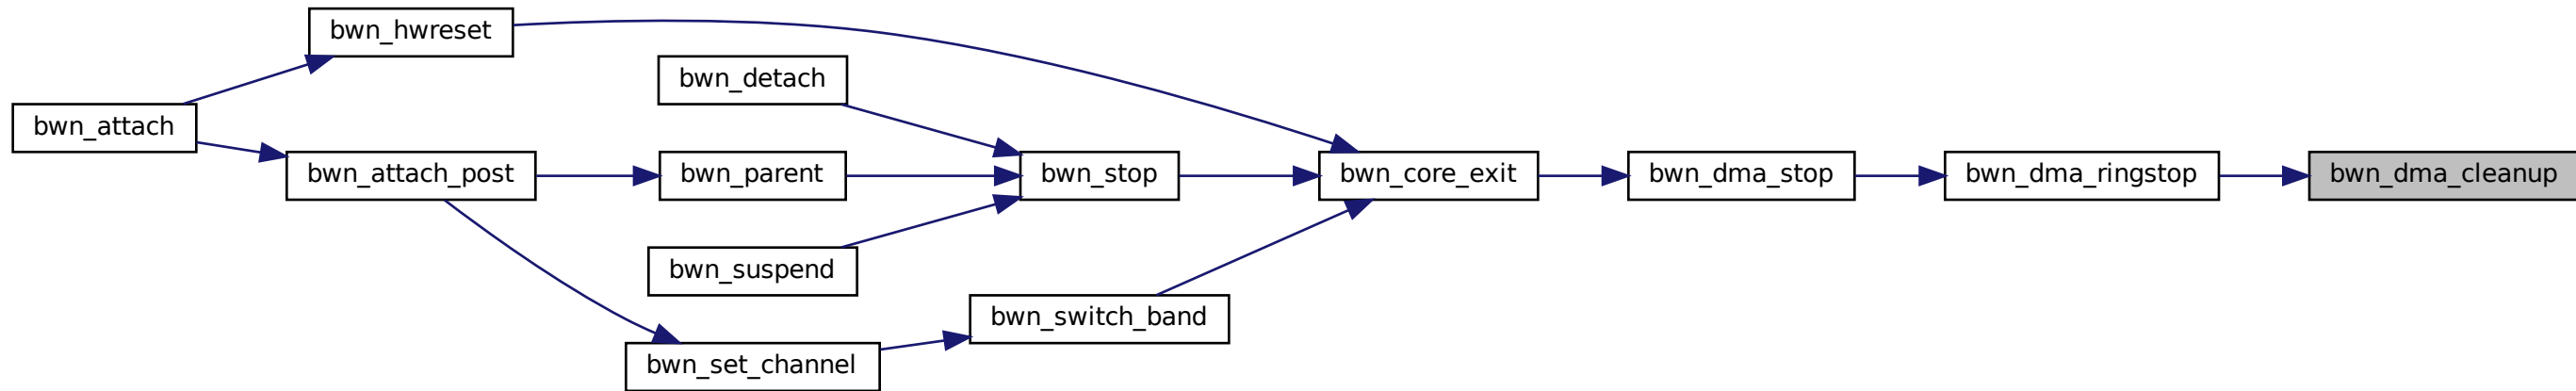 bwn_hwreset
bwn_detach
bwn_attach
bwn_attach_post
bwn_parent
bwn_stop
bwn_core_exit
bwn_dma_stop
bwn_dma_ringstop
bwn_dma_cleanup
bwn_suspend
bwn_switch_band
bwn_set_channel